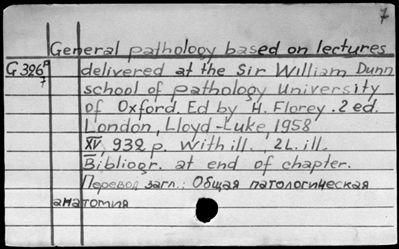 7
General pathology based on lectures
G 386ª/7 delivered at the Sir William Dunn
school of pathology University
of Oxford. Ed by H. Florey. 2 ed.
London, Lloyd-Luke, 1958
XV, 932 p. With ill., 2 L. ill.
Bibliogr. at end of chapter.
Перевод загл.: Общая патологическая
анатомия